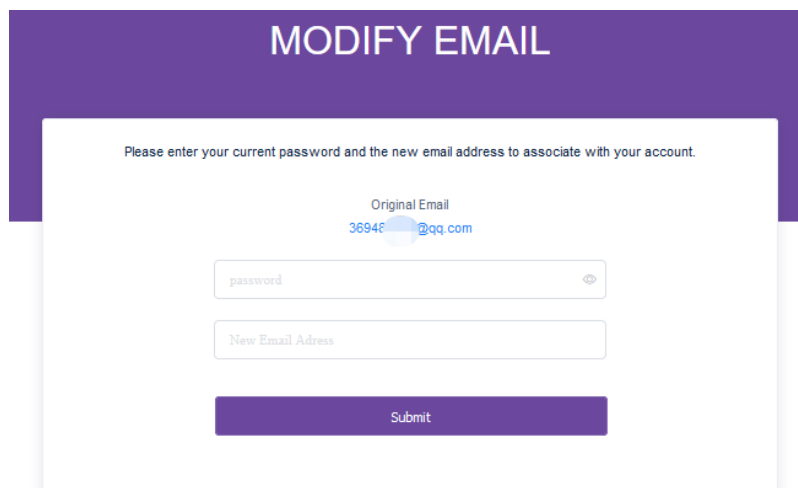 MODIFY EMAIL
Please enter your current password and the new email address to associate with your account.
Original Email
36948 @qq.com
password
New Email Adress
Submit